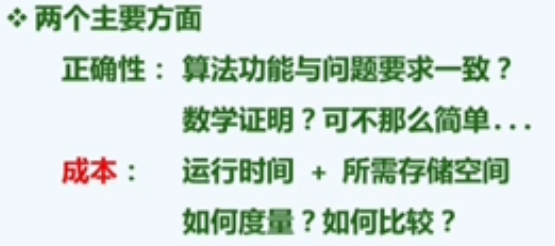 ❖ 两个主要方面
正确性： 算法功能与问题要求一致？
数学证明？可不那么简单...
成本： 运行时间 + 所需存储空间
如何度量？如何比较？